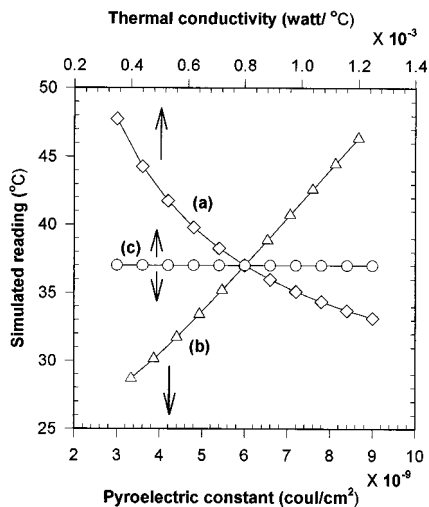 Thermal conductivity (watt/ °C)
X 10⁻³
0.2 0.4 0.6 0.8 1.0 1.2 1.4
50
45
40
35
30
25
Simulated reading (°C)
(a)
(c)
(b)
2 3 4 5 6 7 8 9 10
X 10⁻⁹
Pyroelectric constant (coul/cm²)